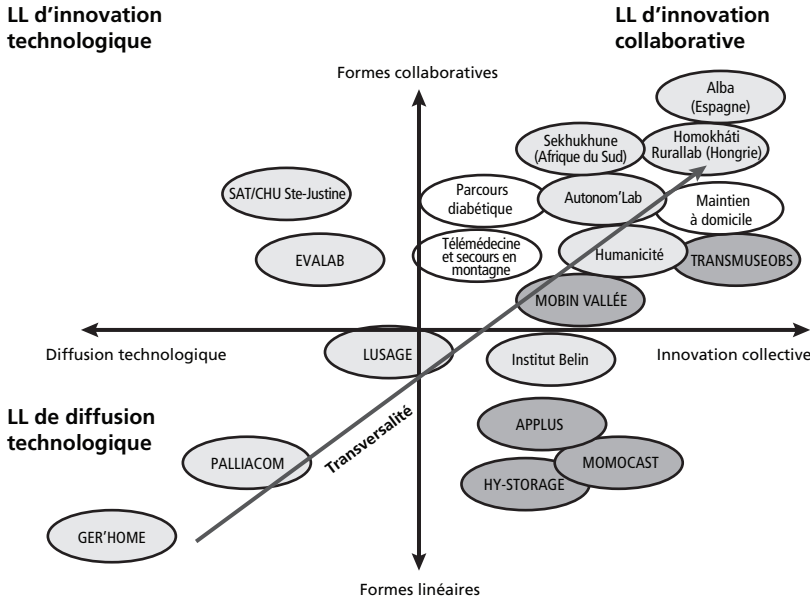 LL d’innovation
technologique
LL d’innovation
collaborative
Formes collaboratives
Alba
(Espagne)
Sekhukhune
(Afrique du Sud)
Homokháti
Rurallab (Hongrie)
SAT/CHU Ste-Justine
Parcours
diabétique
Autonom’Lab
Maintien
à domicile
EVALAB
Télémédecine
et secours en
montagne
Humanicité
TRANSMUSEOBS
MOBIN VALLÉE
Diffusion technologique
LUSAGE
Institut Belin
Innovation collective
LL de diffusion
technologique
Transversalité
APPLUS
PALLIACOM
MOMOCAST
HY-STORAGE
GER’HOME
Formes linéaires